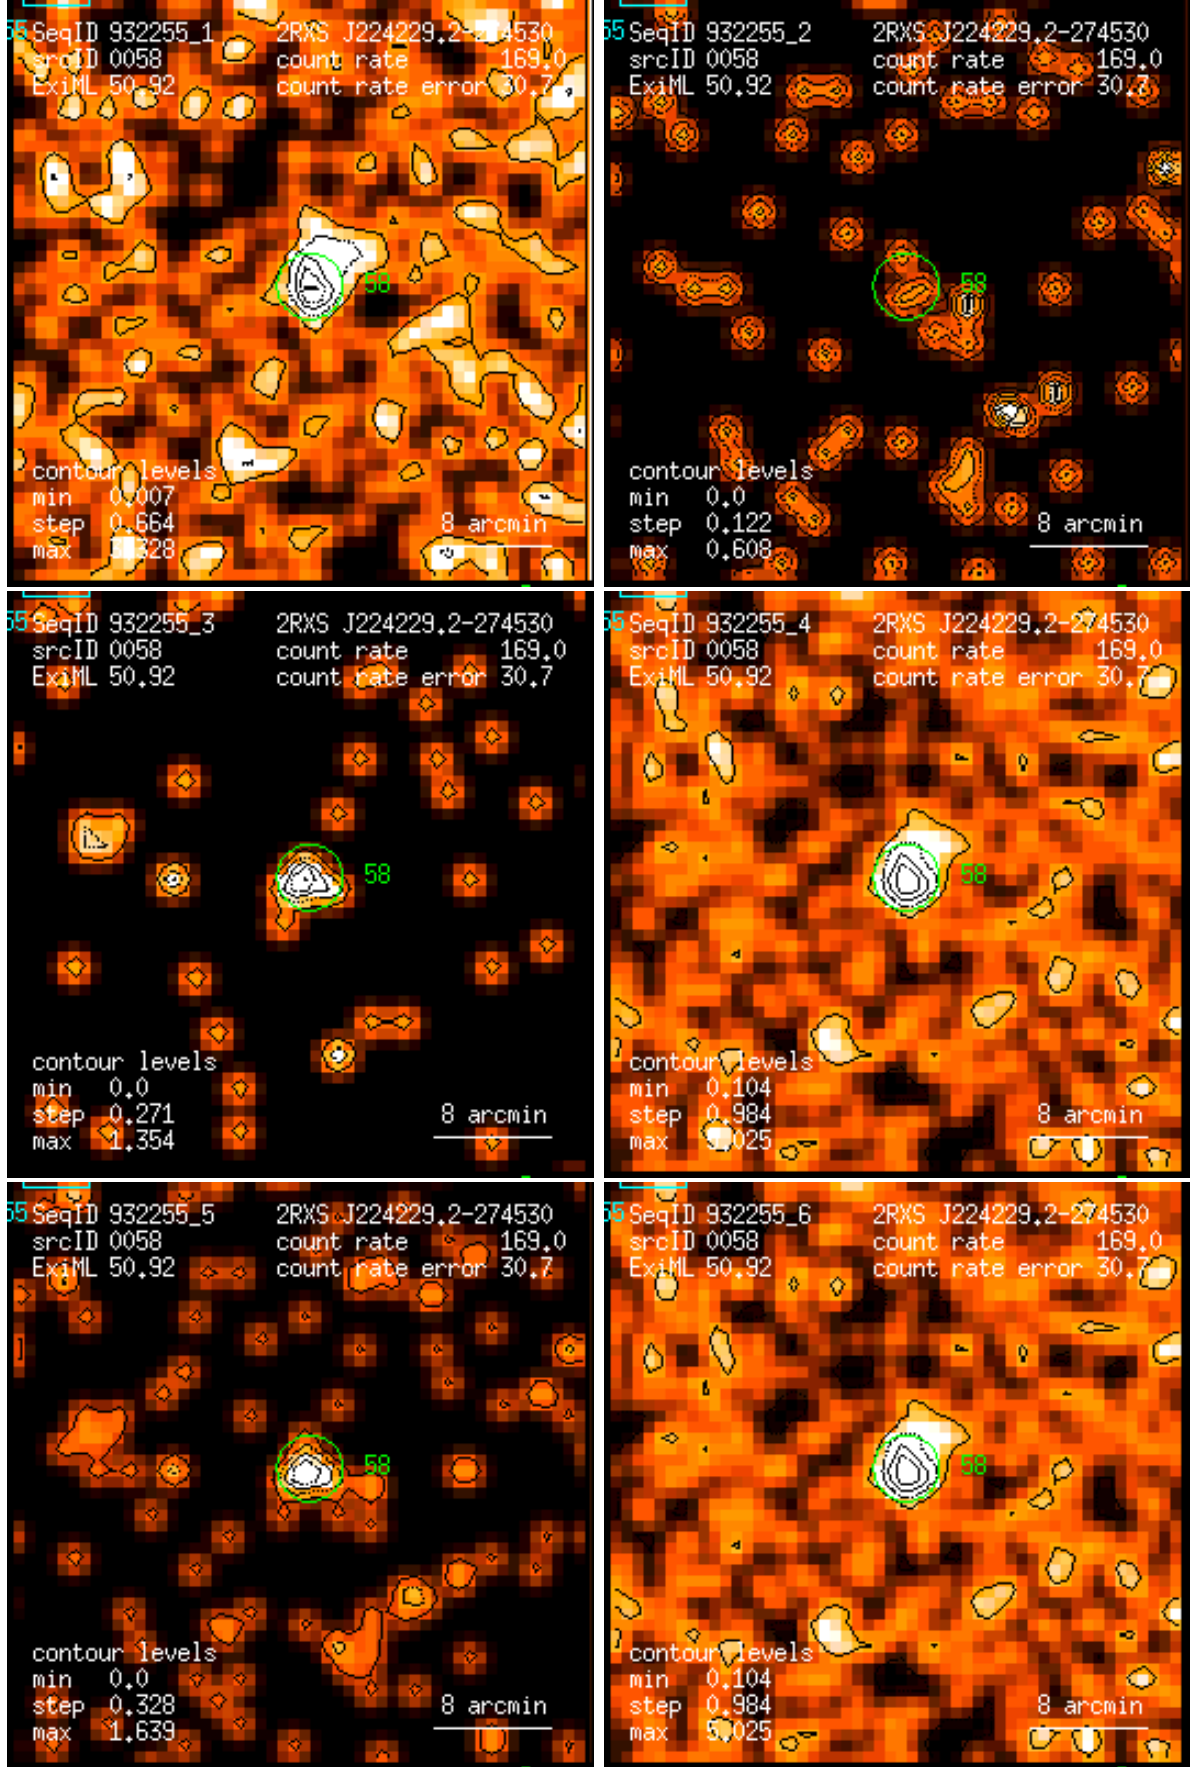 55 SeqID 932255_1 2RXS J224229.2-274530
srcID 0058 count rate 169.0
ExiML 50.92 count rate error 30.7
58
contour levels
min 0.007
step 0.664
max 3.328
8 arcmin
55 SeqID 932255_2 2RXS J224229.2-274530
srcID 0058 count rate 169.0
ExiML 50.92 count rate error 30.7
58
contour levels
min 0.0
step 0.122
max 0.608
8 arcmin
55 SeqID 932255_3 2RXS J224229.2-274530
srcID 0058 count rate 169.0
ExiML 50.92 count rate error 30.7
58
contour levels
min 0.0
step 0.271
max 1.354
8 arcmin
55 SeqID 932255_4 2RXS J224229.2-274530
srcID 0058 count rate 169.0
ExiML 50.92 count rate error 30.7
58
contour levels
min 0.104
step 0.984
max 5.025
8 arcmin
55 SeqID 932255_5 2RXS J224229.2-274530
srcID 0058 count rate 169.0
ExiML 50.92 count rate error 30.7
58
contour levels
min 0.0
step 0.328
max 1.639
8 arcmin
55 SeqID 932255_6 2RXS J224229.2-274530
srcID 0058 count rate 169.0
ExiML 50.92 count rate error 30.7
58
contour levels
min 0.104
step 0.984
max 5.025
8 arcmin